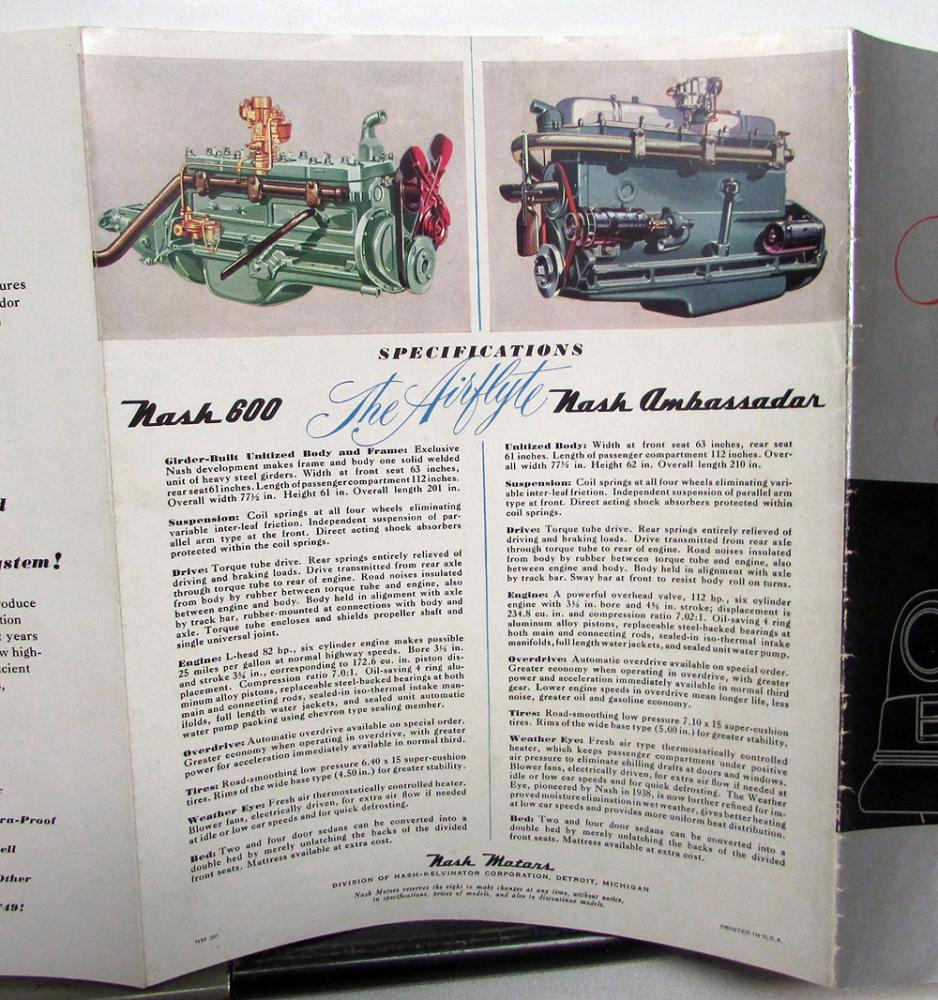 ures
dor
d
ystem!
roduce
tion
t years
w high-
icient
ra-Proof
ell
Other
'49!
SPECIFICATIONS
The Airflyte
Nash 600
Girder-Built Unitized Body and Frame: Exclusive
Nash development makes frame and body one solid welded
unit of heavy steel girders. Width at front seat 63 inches,
rear seat 61 inches. Length of passenger compartment 112 inches.
Overall width 77½ in. Height 61 in. Overall length 201 in.
Suspension: Coil springs at all four wheels eliminating
variable inter-leaf friction. Independent suspension of par-
allel arm type at the front. Direct acting shock absorbers
protected within the coil springs.
Drive: Torque tube drive. Rear springs entirely relieved of
driving and braking loads. Drive transmitted from rear axle
through torque tube to rear of engine. Road noises insulated
from body by rubber between torque tube and engine, also
between engine and body. Body held in alignment with axle
by track bar, rubber-mounted at connections with body and
axle. Torque tube encloses and shields propeller shaft and
single universal joint.
Engine: L-head 82 hp., six cylinder engine makes possible
25 miles per gallon at normal highway speeds. Bore 3⅛ in.
and stroke 3¾ in., corresponding to 172.6 cu. in. piston dis-
placement. Compression ratio 7.0:1. Oil-saving 4 ring alu-
minum alloy pistons, replaceable steel-backed bearings at both
main and connecting rods, sealed-in iso-thermal intake man-
ifolds, full length water jackets, and sealed unit automatic
water pump packing using chevron type sealing member.
Overdrive: Automatic overdrive available on special order.
Greater economy when operating in overdrive, with greater
power for acceleration immediately available in normal third.
Tires: Road-smoothing low pressure 6.40 x 15 super-cushion
tires. Rims of the wide base type (4.50 in.) for greater stability.
Weather Eye: Fresh air thermostatically controlled heater.
Blower fans, electrically driven, for extra air flow if needed
at idle or low car speeds and for quick defrosting.
Bed: Two and four door sedans can be converted into a
double bed by merely unlatching the backs of the divided
front seats. Mattress available at extra cost.
Nash Ambassador
Unitized Body: Width at front seat 63 inches, rear seat
61 inches. Length of passenger compartment 112 inches. Over-
all width 77½ in. Height 62 in. Overall length 210 in.
Suspension: Coil springs at all four wheels eliminating vari-
able inter-leaf friction. Independent suspension of parallel arm
type at front. Direct acting shock absorbers protected within
coil springs.
Drive: Torque tube drive. Rear springs entirely relieved of
driving and braking loads. Drive transmitted from rear axle
through torque tube to rear of engine. Road noises insulated
from body by rubber between torque tube and engine, also
between engine and body. Body held in alignment with axle
by track bar. Sway bar at front to resist body roll on turns.
Engine: A powerful overhead valve, 112 hp., six cylinder
engine with 3⅜ in. bore and 4⅜ in. stroke; displacement is
234.8 cu. in. and compression ratio 7.02:1. Oil-saving 4 ring
aluminum alloy pistons, replaceable steel-backed bearings at
both main and connecting rods, sealed-in iso-thermal intake
manifolds, full length water jackets, and sealed unit water pump.
Overdrive: Automatic overdrive available on special order.
Greater economy when operating in overdrive, with greater
power and acceleration immediately available in normal third
gear. Lower engine speeds in overdrive mean longer life, less
noise, greater oil and gasoline economy.
Tires: Road-smoothing low pressure 7.10 x 15 super-cushion
tires. Rims of the wide base type (5.00 in.) for greater stability.
Weather Eye: Fresh air type thermostatically controlled
heater, which keeps passenger compartment under positive
air pressure to eliminate chilling drafts at doors and windows.
Blower fans, electrically driven, for extra air flow if needed at
idle or low car speeds and for quick defrosting. The Weather
Eye, pioneered by Nash in 1938, is now further refined for im-
proved moisture elimination in wet weather, gives better heating
at low car speeds and provides more uniform heat distribution.
Bed: Two and four door sedans can be converted into a
double bed by merely unlatching the backs of the divided
front seats. Mattress available at extra cost.
Nash Motors
DIVISION OF NASH-KELVINATOR CORPORATION, DETROIT, MICHIGAN
Nash Motors reserves the right to make changes at any time, without notice,
in specifications, prices of models, and also to discontinue models.
PRINTED IN U.S.A.